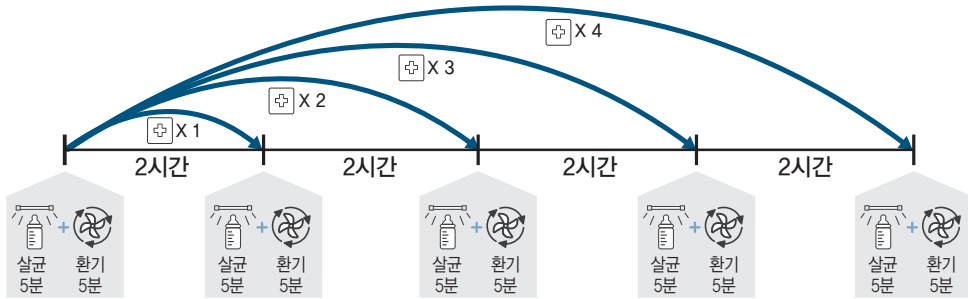 X 4
X 3
X 2
X 1
2시간 2시간 2시간 2시간
+ + + + +
살균 환기 살균 환기 살균 환기 살균 환기 살균 환기
5분 5분 5분 5분 5분 5분 5분 5분 5분 5분